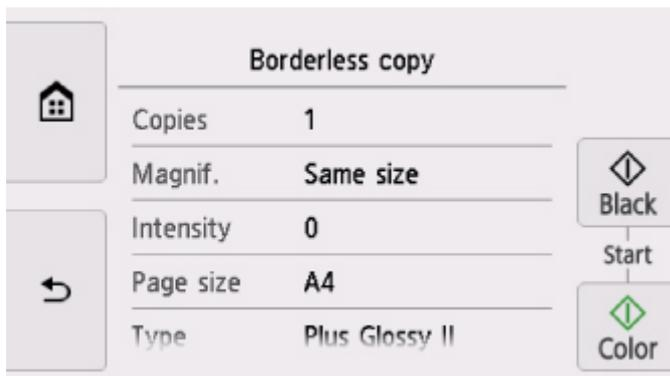 Borderless copy
Copies 1
Magnif. Same size
Intensity 0
Page size A4
Type Plus Glossy II
Black
Start
Color